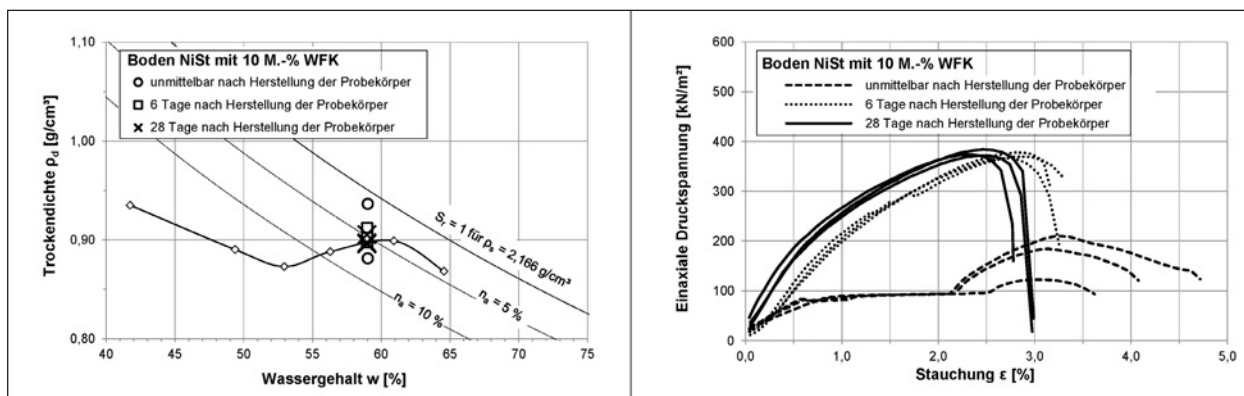 1,10
1,00
0,90
0,80
Trockendichte ρd [g/cm³]
Boden NiSt mit 10 M.-% WFK
unmittelbar nach Herstellung der Probekörper
6 Tage nach Herstellung der Probekörper
28 Tage nach Herstellung der Probekörper
Sr = 1 für ρs = 2,166 g/cm³
na = 5 %
na = 10 %
40 45 50 55 60 65 70 75
Wassergehalt w [%]
600
500
400
300
200
100
0
Einaxiale Druckspannung [kN/m²]
Boden NiSt mit 10 M.-% WFK
unmittelbar nach Herstellung der Probekörper
6 Tage nach Herstellung der Probekörper
28 Tage nach Herstellung der Probekörper
0,0 1,0 2,0 3,0 4,0 5,0
Stauchung ε [%]